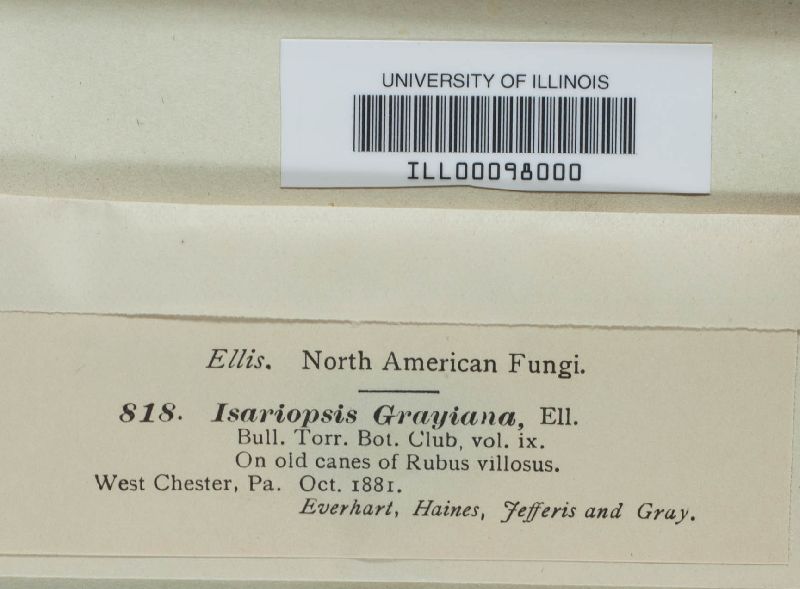 UNIVERSITY OF ILLINOIS
ILL00098000
Ellis. North American Fungi.
818. Isariopsis Grayiana, Ell.
Bull. Torr. Bot. Club, vol. ix.
On old canes of Rubus villosus.
West Chester, Pa. Oct. 1881.
Everhart, Haines, Jefferis and Gray.